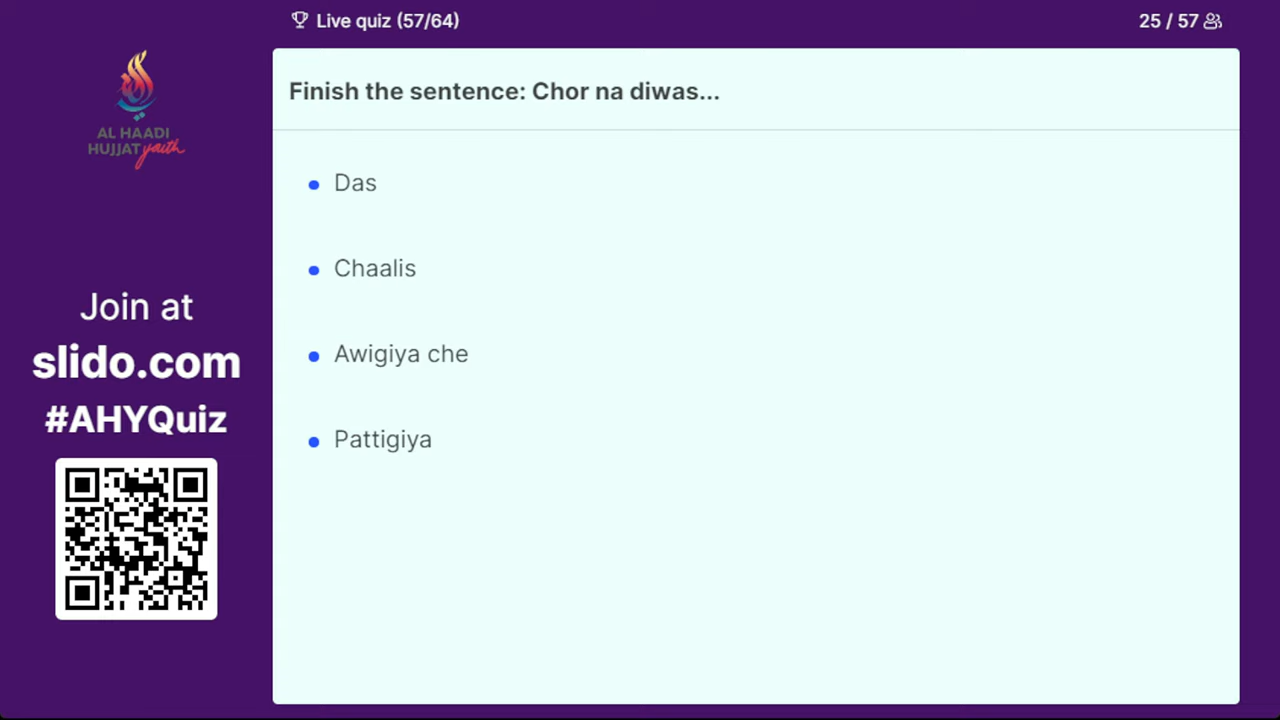 Live quiz (57/64)
25 / 57
AL HAADI
HUJJAT youth
Finish the sentence: Chor na diwas...
Das
Chaalis
Awigiya che
Pattigiya
Join at
slido.com
#AHYQuiz